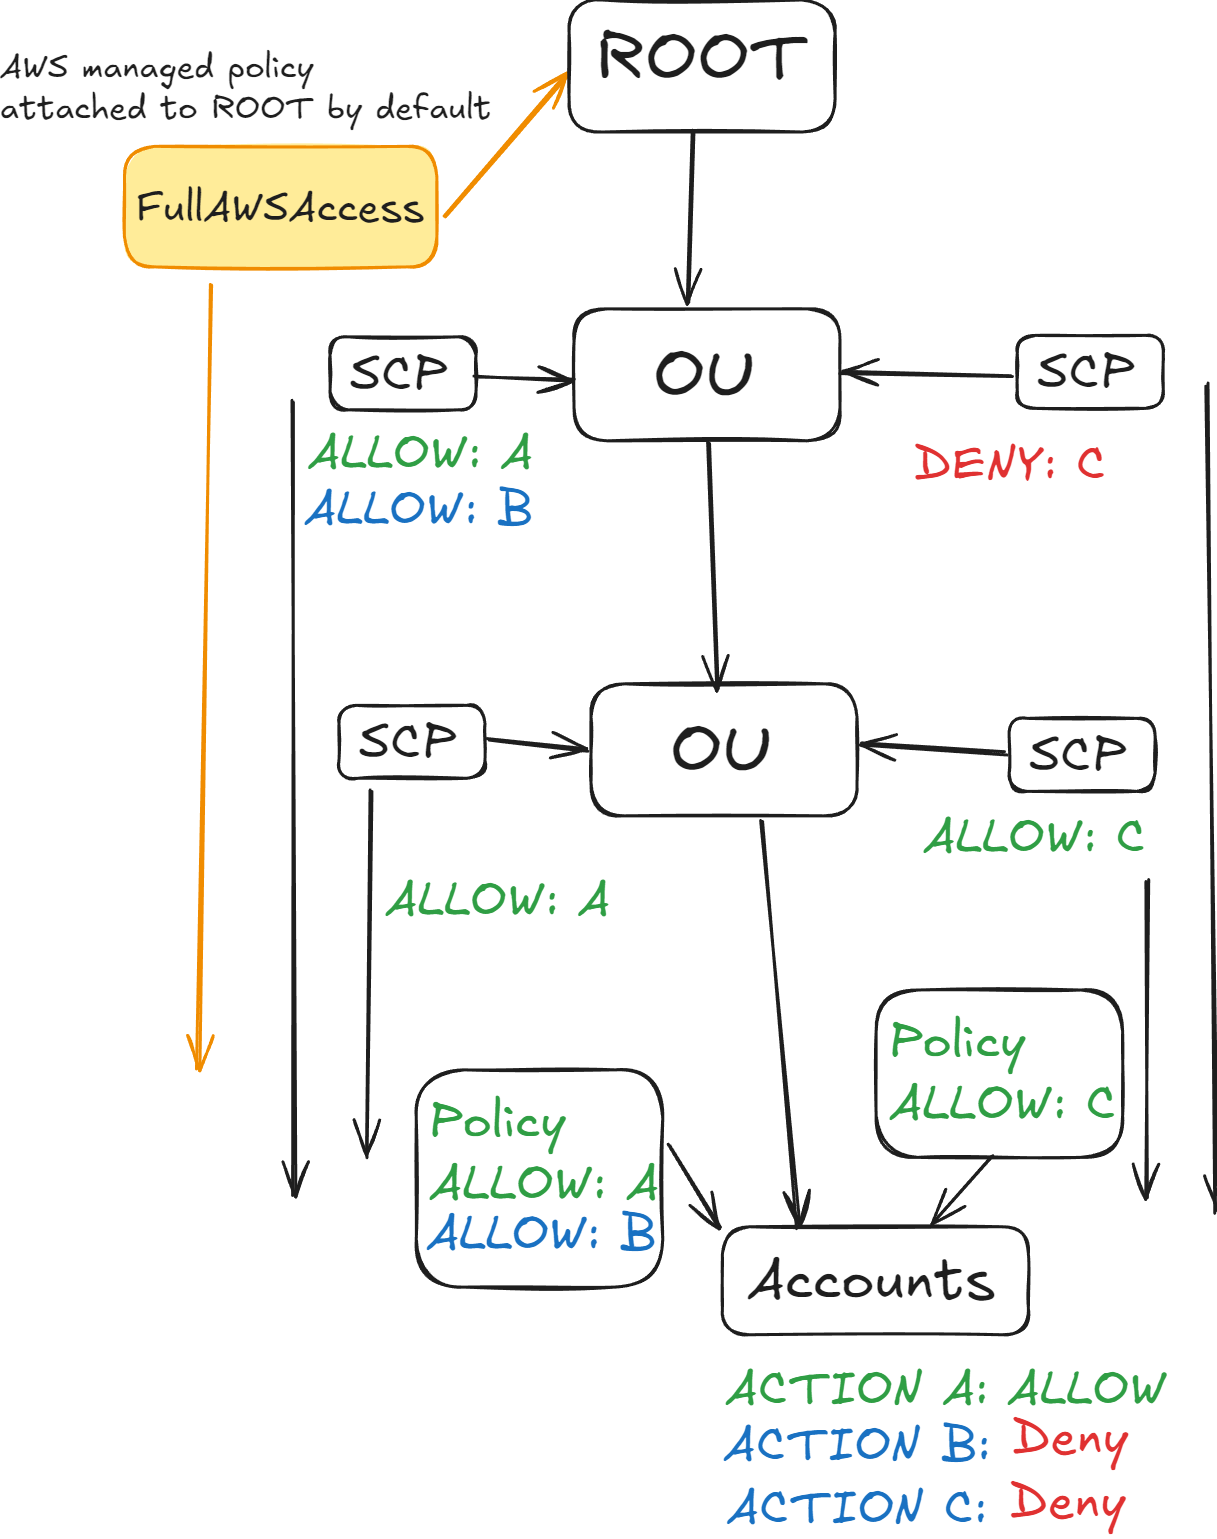 ROOT
AWS managed policy
attached to ROOT by default
FullAWSAccess
SCP
OU
SCP
ALLOW: A
ALLOW: B
DENY: C
SCP
OU
SCP
ALLOW: C
ALLOW: A
Policy
ALLOW: C
Policy
ALLOW: A
ALLOW: B
Accounts
ACTION A: ALLOW
ACTION B: Deny
ACTION C: Deny